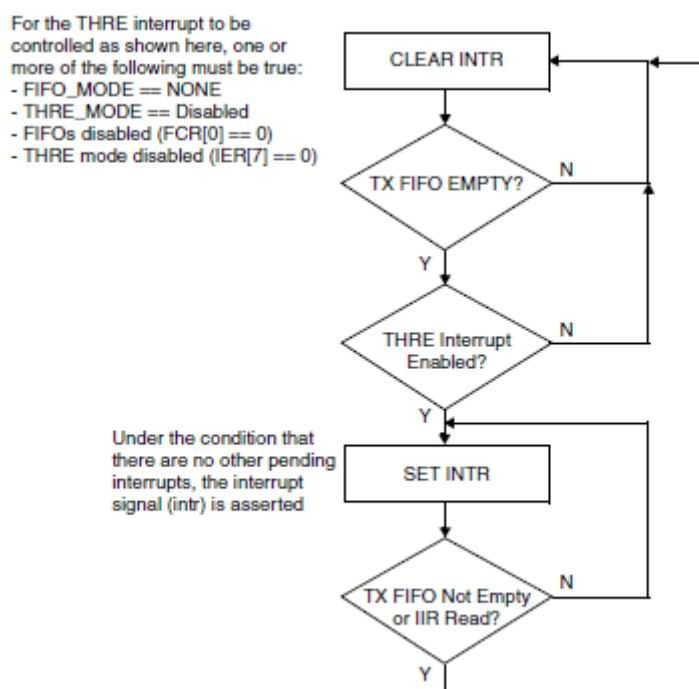 For the THRE interrupt to be
controlled as shown here, one or
more of the following must be true:
- FIFO_MODE == NONE
- THRE_MODE == Disabled
- FIFOs disabled (FCR[0] == 0)
- THRE mode disabled (IER[7] == 0)
CLEAR INTR
TX FIFO EMPTY?
N
Y
THRE Interrupt
Enabled?
N
Y
Under the condition that
there are no other pending
interrupts, the interrupt
signal (intr) is asserted
SET INTR
TX FIFO Not Empty
or IIR Read?
N
Y